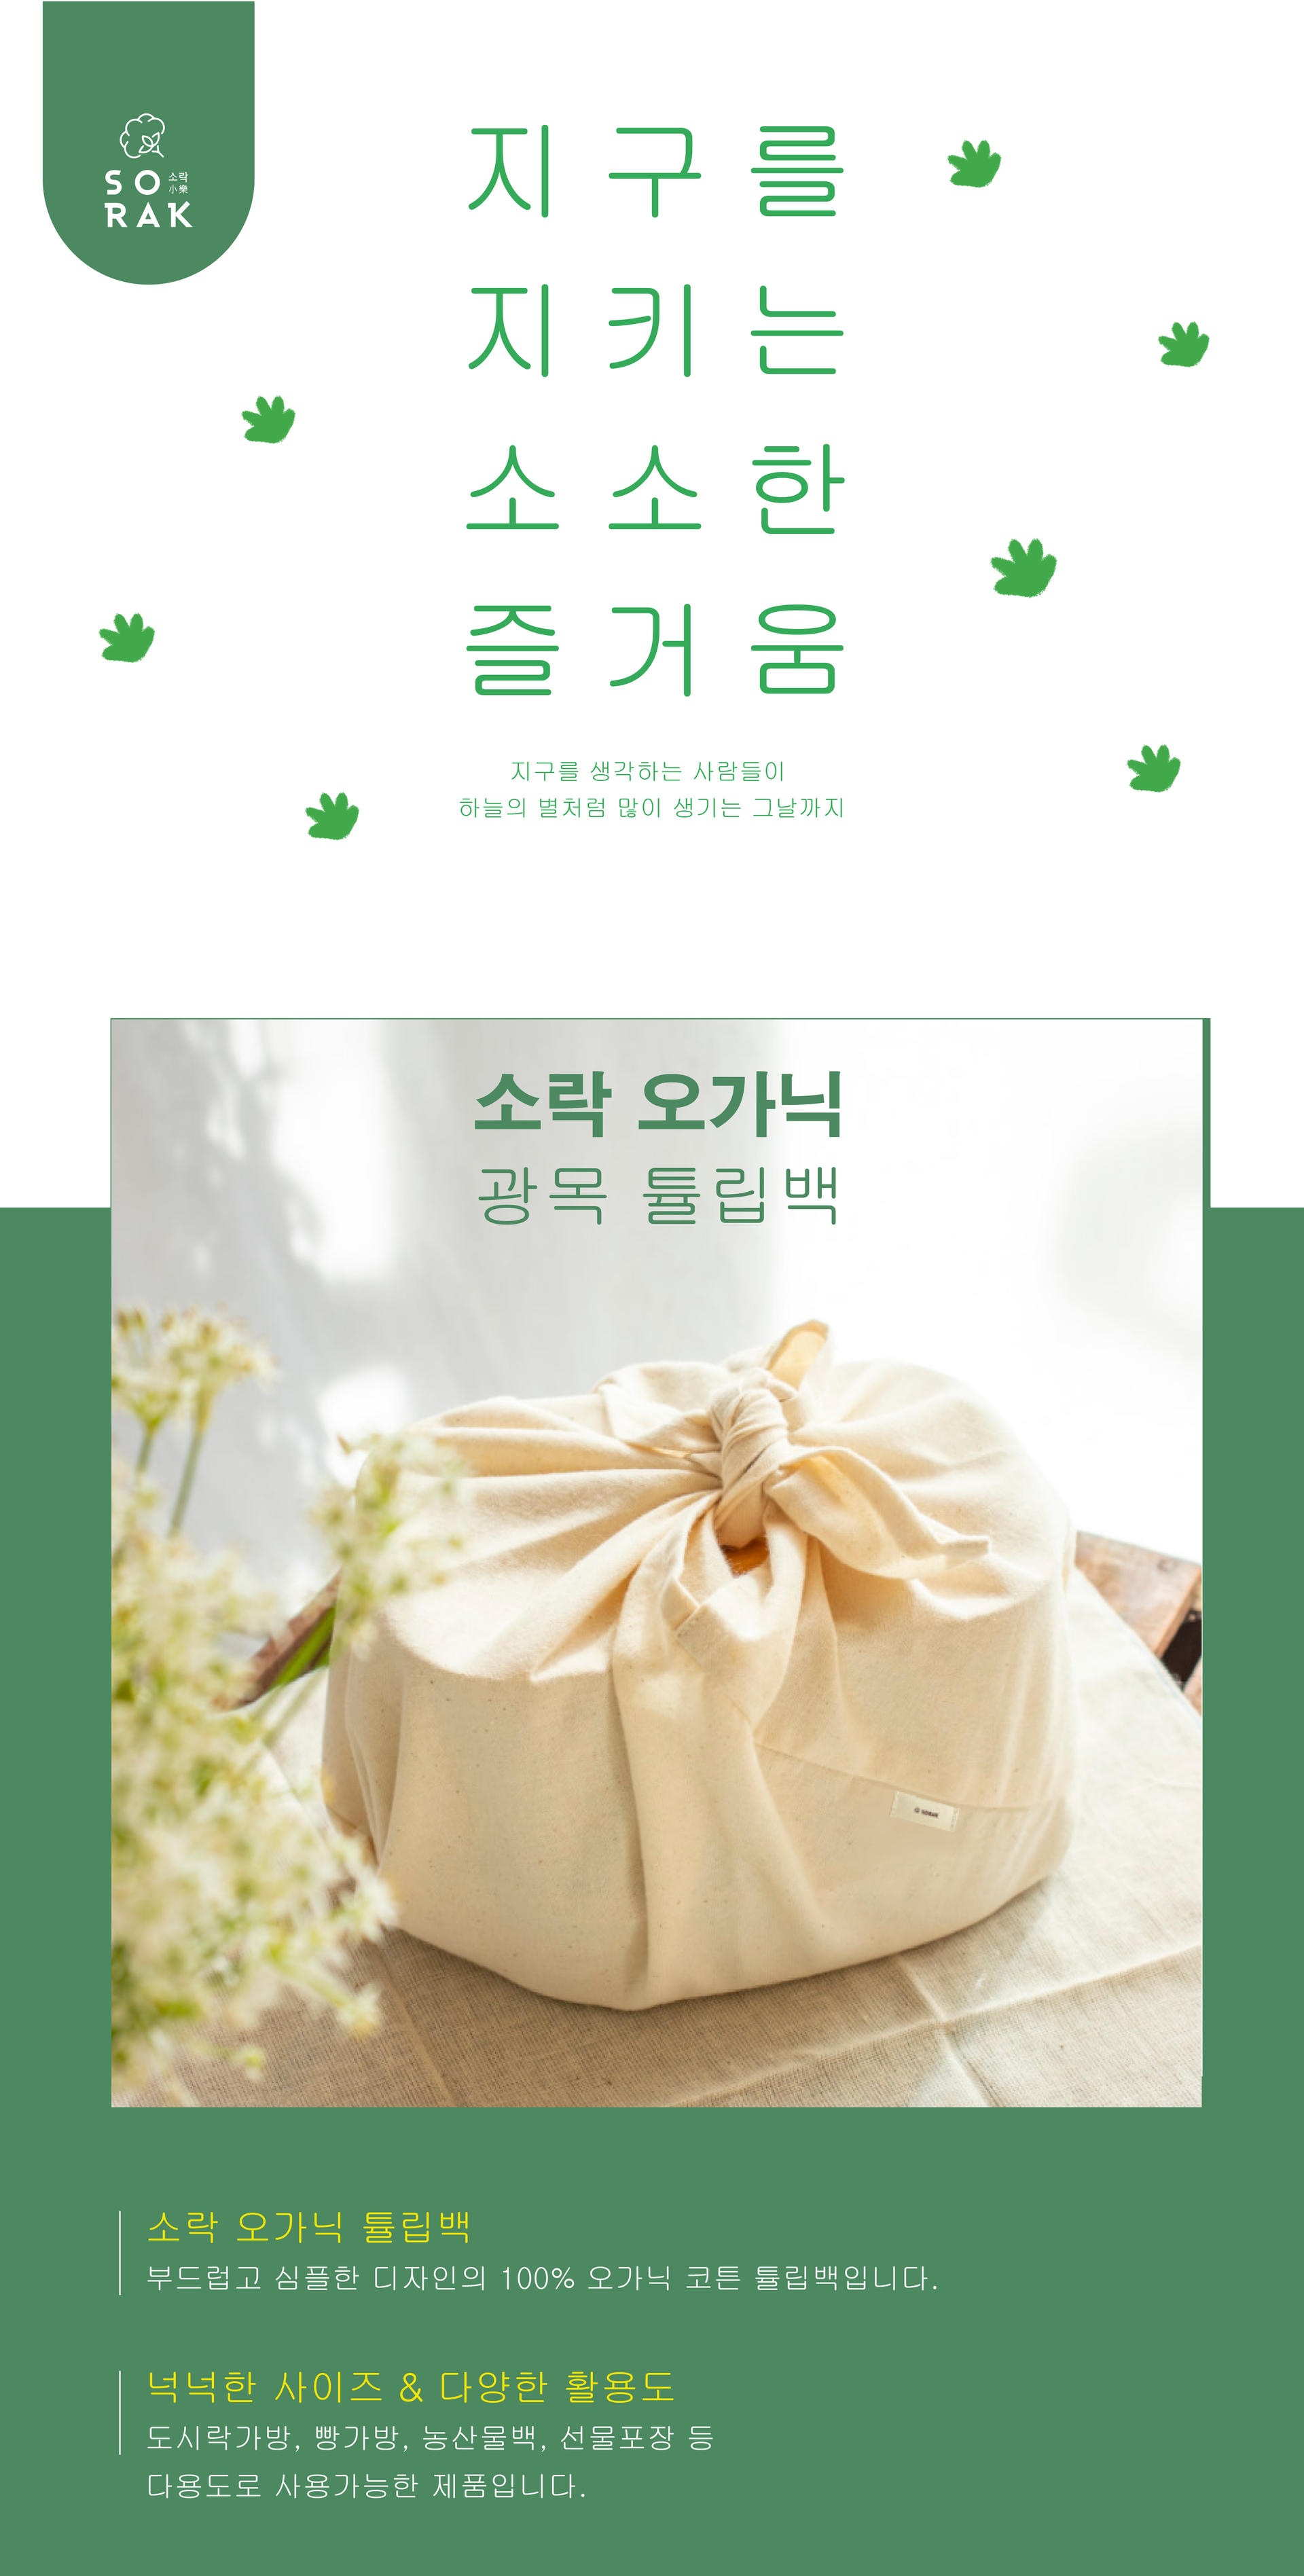 SO 소락
小樂
RAK
지구를
지키는
소소한
즐거움
지구를 생각하는 사람들이
하늘의 별처럼 많이 생기는 그날까지
소락 오가닉
광목 튤립백
SORAK
소락 오가닉 튤립백
부드럽고 심플한 디자인의 100% 오가닉 코튼 튤립백입니다.
넉넉한 사이즈 & 다양한 활용도
도시락가방, 빵가방, 농산물백, 선물포장 등
다용도로 사용가능한 제품입니다.